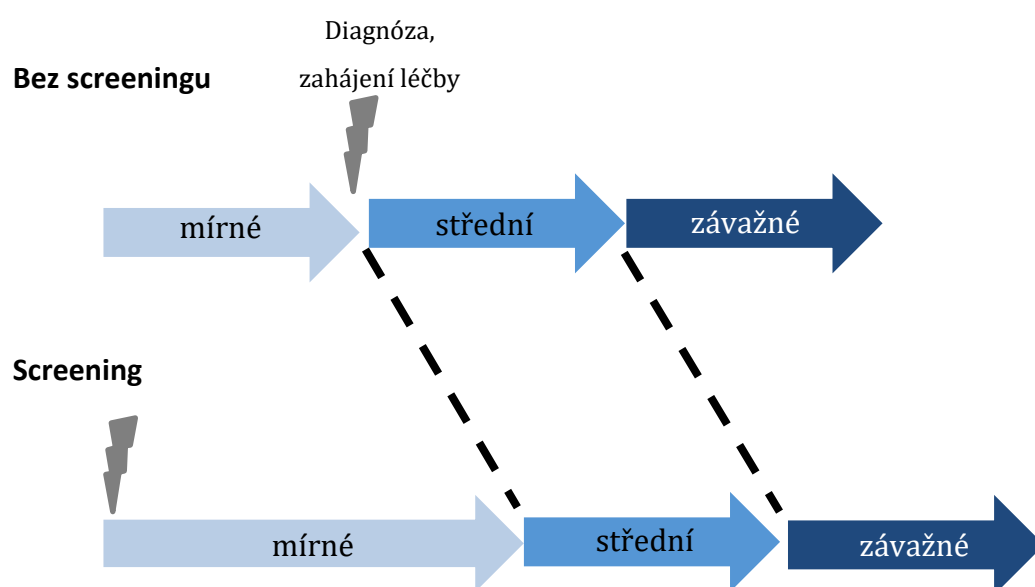 Diagnóza,
Bez screeningu
zahájení léčby
mírné
střední
závažné
Screening
mírné
střední
závažné